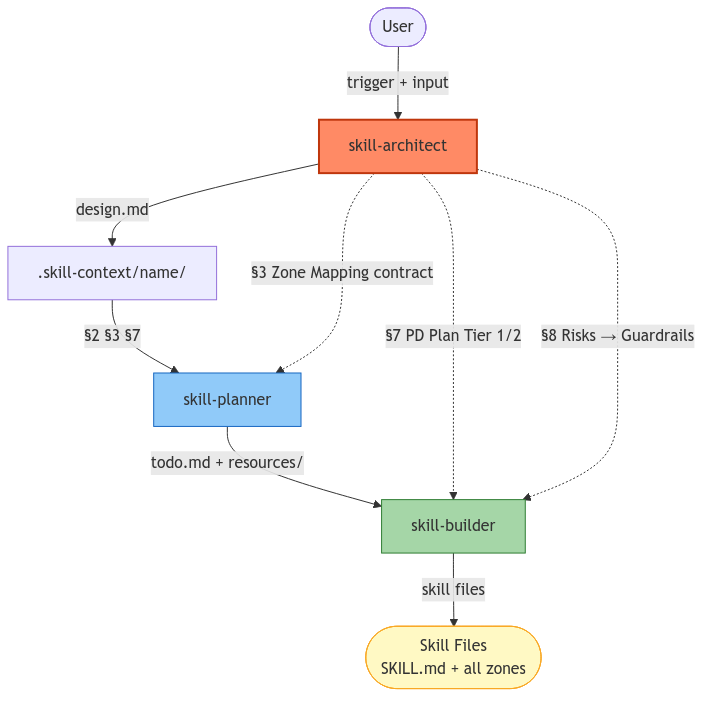 User
trigger + input
skill-architect
design.md
.skill-context/name/
§3 Zone Mapping contract
§2 §3 §7
§7 PD Plan Tier 1/2
§8 Risks → Guardrails
skill-planner
todo.md + resources/
skill-builder
skill files
Skill Files
SKILL.md + all zones